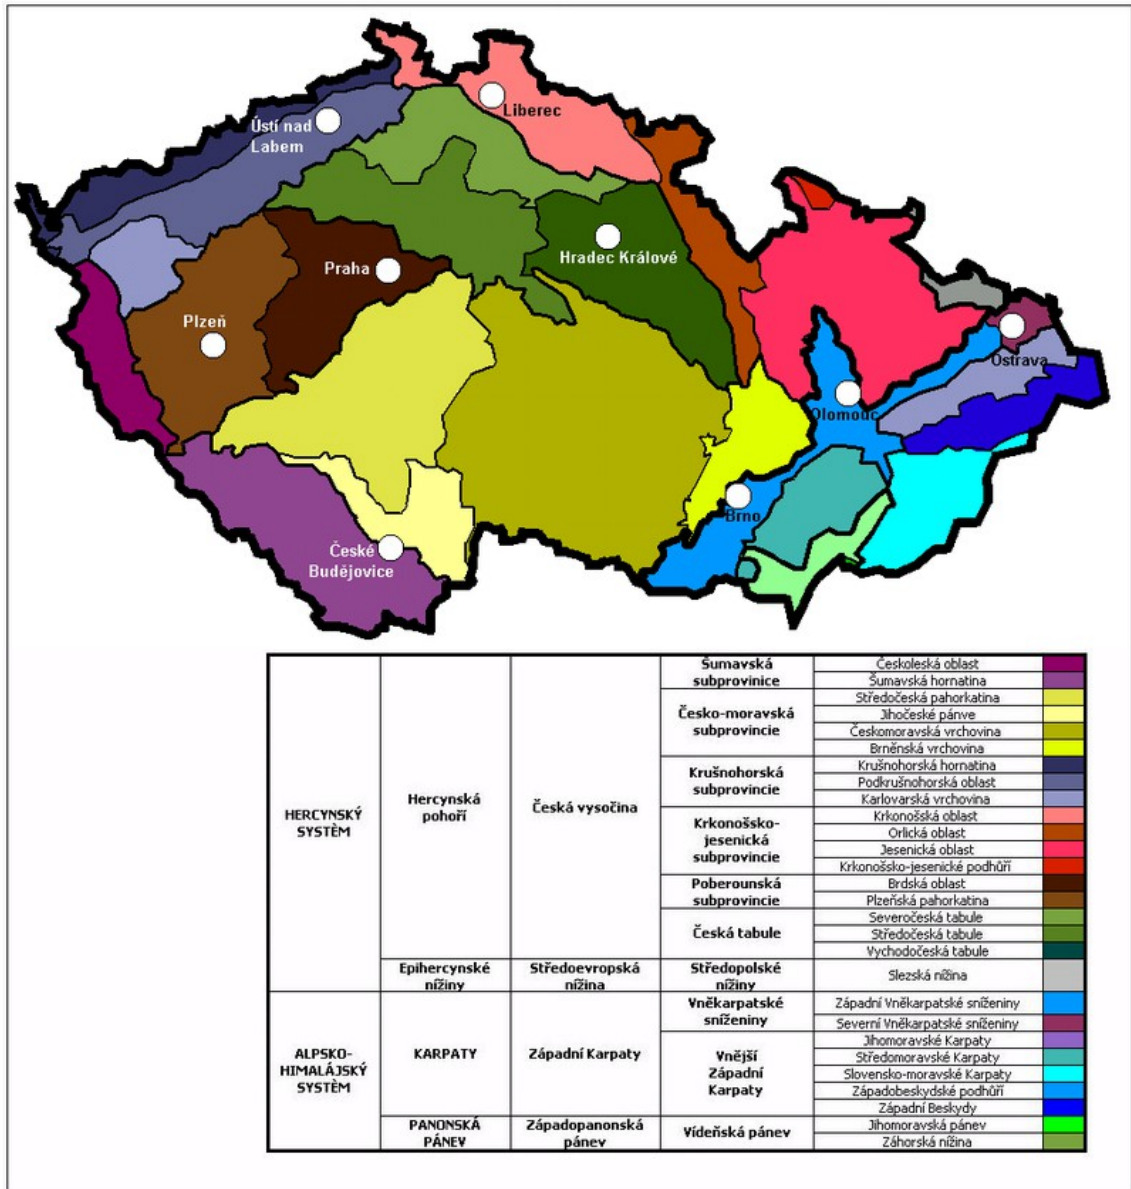 Liberec
Ústí nad
Labem
Hradec Králové
Praha
Plzeň
Ostrava
Olomouc
Brno
České
Budějovice
HERCYNSKÝ
SYSTÈM
Hercynská
pohoří
Česká vysočina
Šumavská
subprovinice
Českoleská oblast
Šumavská hornatina
Česko-moravská
subprovincie
Středočeská pahorkatina
Jihočeské pánve
Českomoravská vrchovina
Brněnská vrchovina
Krušnohorská
subprovincie
Krušnohorská hornatina
Podkrušnohorská oblast
Karlovarská vrchovina
Krkonošsko-
jesenická
subprovincie
Krkonošská oblast
Orlická oblast
Jesenická oblast
Krkonošsko-jesenické podhůří
Poberounská
subprovincie
Brdská oblast
Plzeňská pahorkatina
Česká tabule
Severočeská tabule
Středočeská tabule
Vychodočeská tabule
Epihercynské
nížiny
Středoevropská
nížina
Středopolské
nížiny
Slezská nížina
ALPSKO-
HIMALÁJSKÝ
SYSTÈM
KARPATY
Západní Karpaty
Vněkarpatské
sníženiny
Západní Vněkarpatské sníženiny
Severní Vněkarpatské sníženiny
Vnější
Západní
Karpaty
Jihomoravské Karpaty
Středomoravské Karpaty
Slovensko-moravské Karpaty
Západobeskydské podhůří
Západní Beskydy
PANONSKÁ
PÁNEV
Západopanonská
pánev
Vídeňská pánev
Jihomoravská pánev
Záhorská nížina